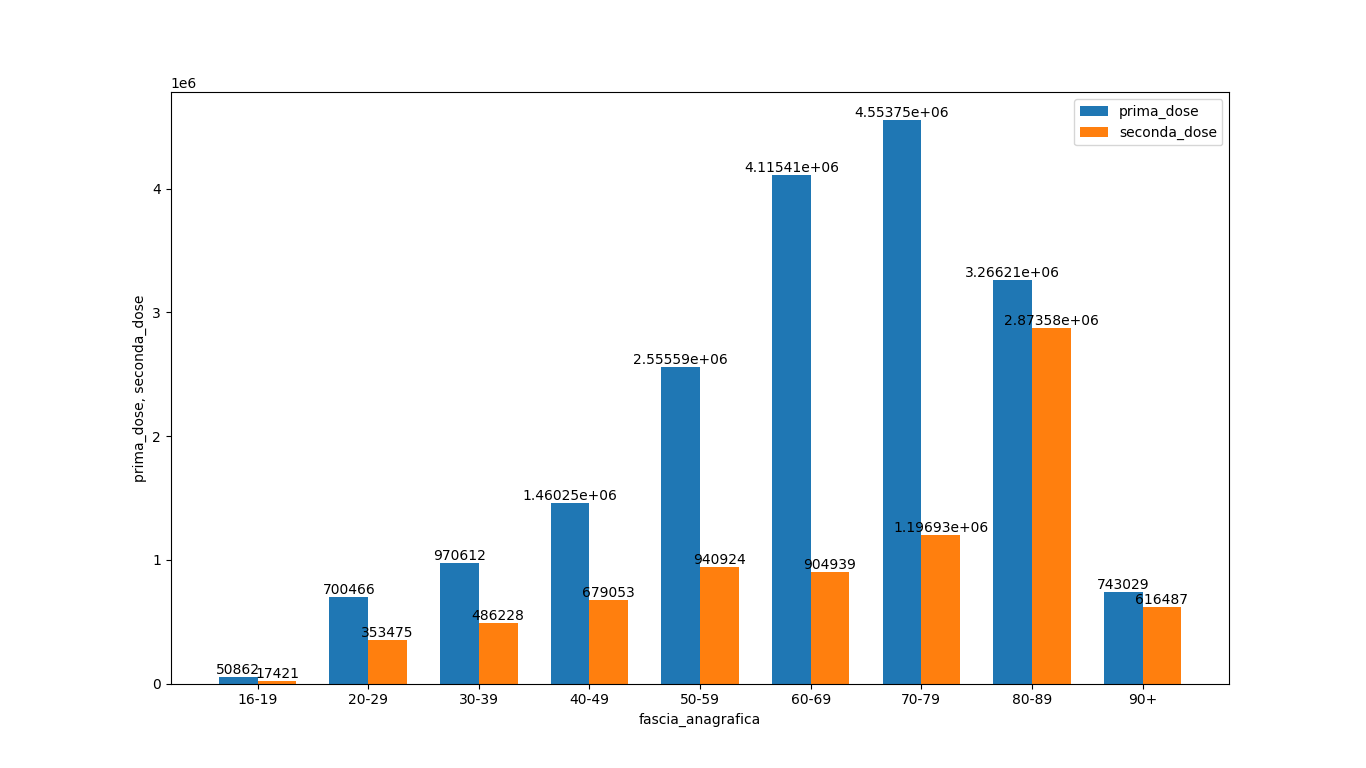 1e6
prima_dose
seconda_dose
4.55375e+06
4.11541e+06
3.26621e+06
2.87358e+06
2.55559e+06
1.46025e+06
1.19693e+06
970612
940924
904939
700466
679053
743029
616487
486228
353475
50862
17421
4
3
2
1
0
prima_dose, seconda_dose
16-19 20-29 30-39 40-49 50-59 60-69 70-79 80-89 90+
fascia_anagrafica